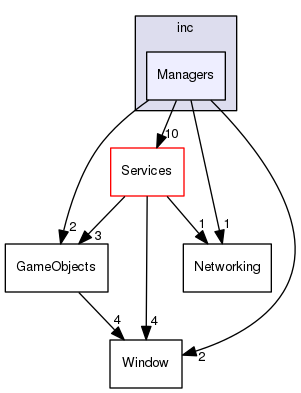 inc
Managers
10
Services
2
3
1
1
GameObjects
Networking
4
4
2
Window